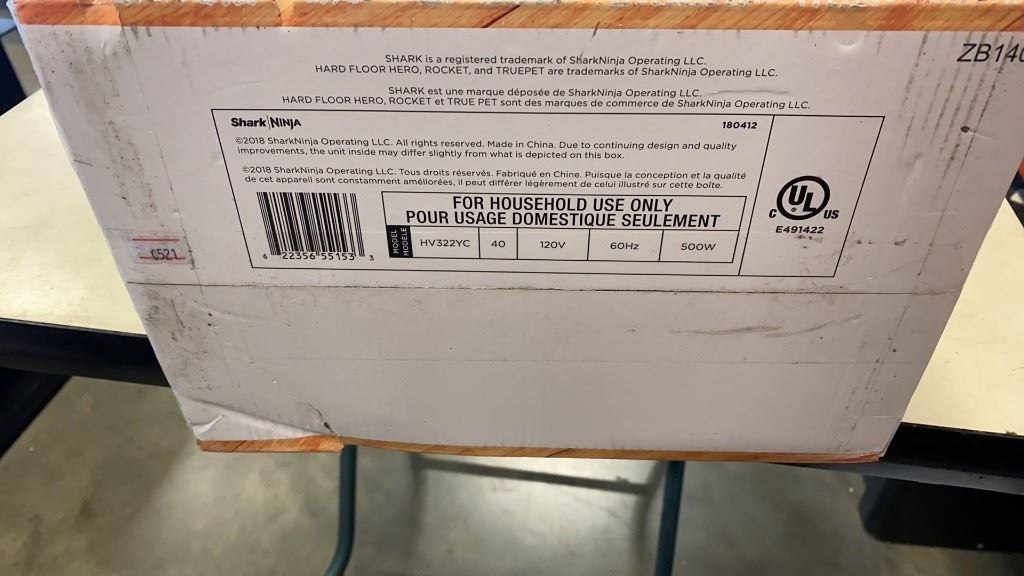 SHARK is a registered trademark of SharkNinja Operating LLC.
HARD FLOOR HERO, ROCKET, and TRUEPET are trademarks of SharkNinja Operating LLC.
SHARK est une marque déposée de SharkNinja Operating LLC.
HARD FLOOR HERO, ROCKET et TRUE PET sont des marques de commerce de SharkNinja Operating LLC.
ZB14
Shark|NINJA
180412
©2018 SharkNinja Operating LLC. All rights reserved. Made in China. Due to continuing design and quality
improvements, the unit inside may differ slightly from what is depicted on this box.
©2018 SharkNinja Operating LLC. Tous droits réservés. Fabriqué en Chine. Puisque la conception et la qualité
de cet appareil sont constamment améliorées, il peut différer légèrement de celui illustré sur cette boîte.
FOR HOUSEHOLD USE ONLY
POUR USAGE DOMESTIQUE SEULEMENT
MODEL
MODÈLE
HV322YC 40 120V 60Hz 500W
6 22356 55153 3
C UL US
E491422
0521